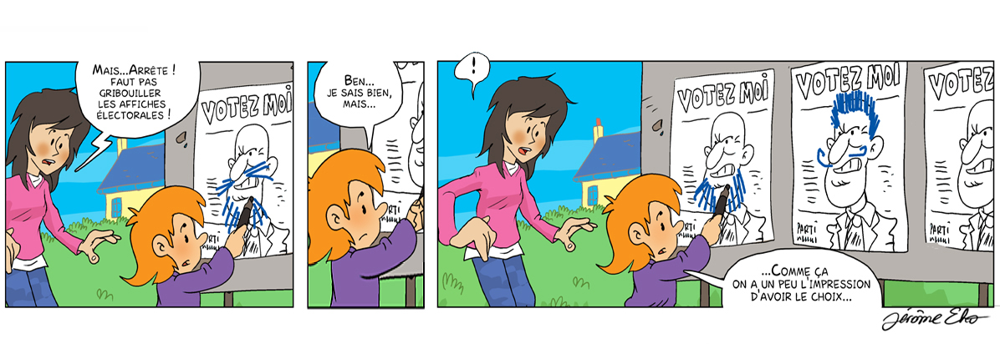 MAIS...ARRÊTE !
FAUT PAS
GRIBOUILLER
LES AFFICHES
ÉLECTORALES !
VOTEZ MOI
BEN...
JE SAIS BIEN,
MAIS...
PARTI
!
VOTEZ MOI
PARTI
VOTEZ MOI
PARTI
VOTEZ
PARTI
...COMME ÇA
ON A UN PEU L'IMPRESSION
D'AVOIR LE CHOIX...
Jérôme Eho